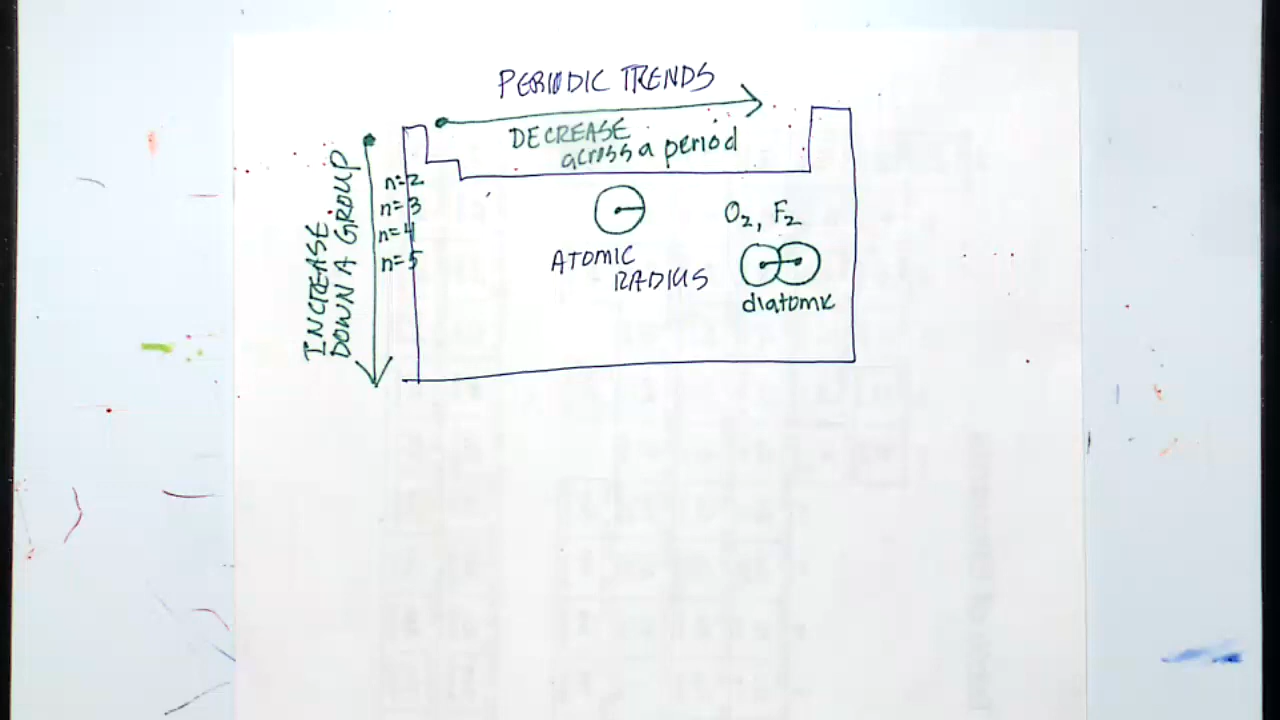 PERIODIC TRENDS
DECREASE
across a period
INCREASE
DOWN A GROUP
n=2
n=3
n=4
n=5
ATOMIC
RADIUS
O₂, F₂
diatomic